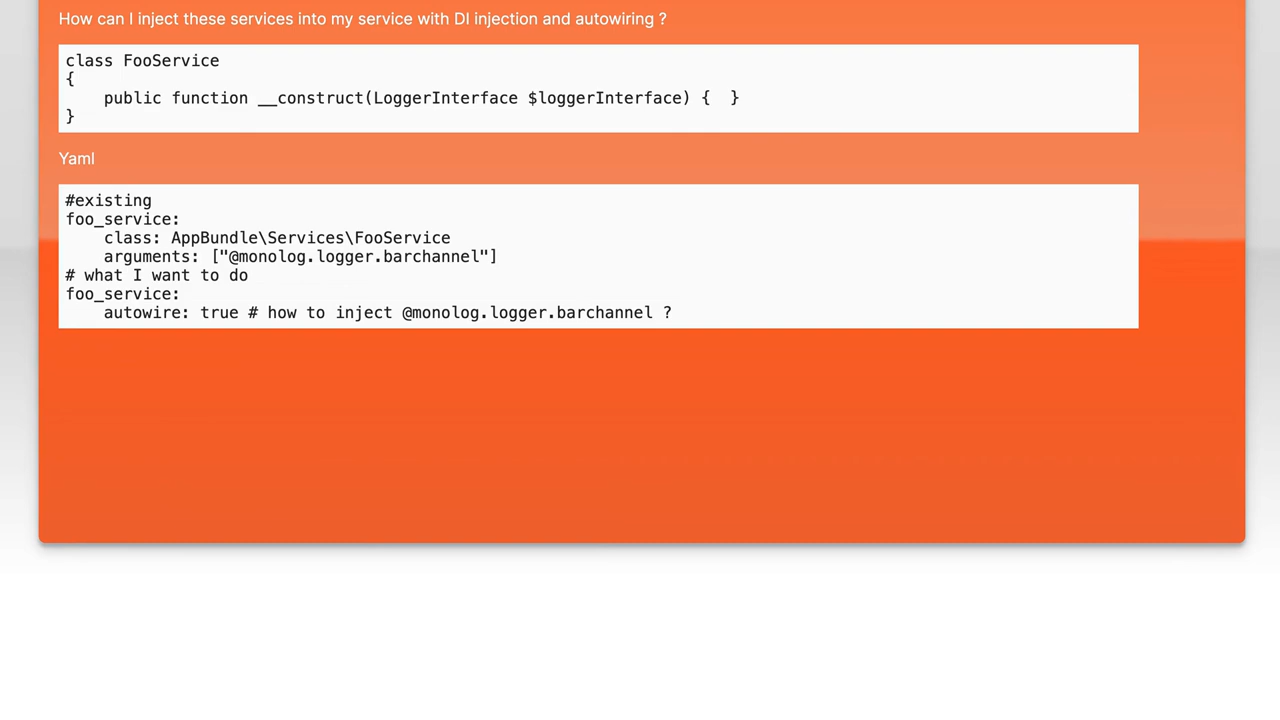 How can I inject these services into my service with DI injection and autowiring ?
class FooService
{
    public function __construct(LoggerInterface $loggerInterface) {  }
}
Yaml
#existing
foo_service:
    class: AppBundle\Services\FooService
    arguments: ["@monolog.logger.barchannel"]
# what I want to do
foo_service:
    autowire: true # how to inject @monolog.logger.barchannel ?